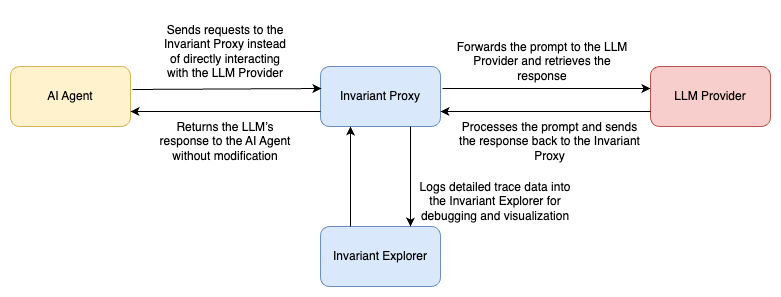 Sends requests to the
Invariant Proxy instead
of directly interacting
with the LLM Provider
Forwards the prompt to the LLM
Provider and retrieves the
response
AI Agent
Invariant Proxy
LLM Provider
Returns the LLM's
response to the AI Agent
without modification
Processes the prompt and sends
the response back to the Invariant
Proxy
Logs detailed trace data into
the Invariant Explorer for
debugging and visualization
Invariant Explorer